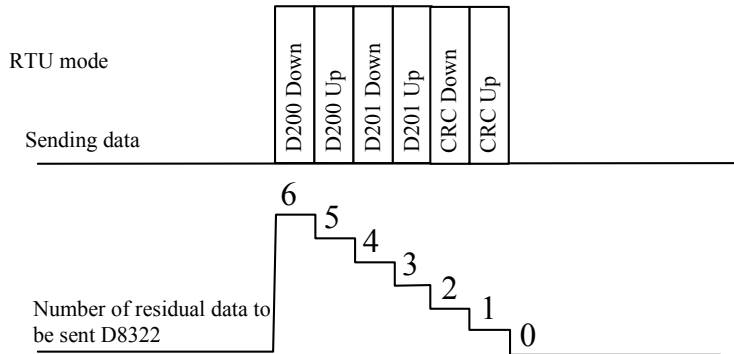 RTU mode
D200 Down
D200 Up
D201 Down
D201 Up
CRC Down
CRC Up
Sending data
6
5
4
3
2
1
0
Number of residual data to
be sent D8322